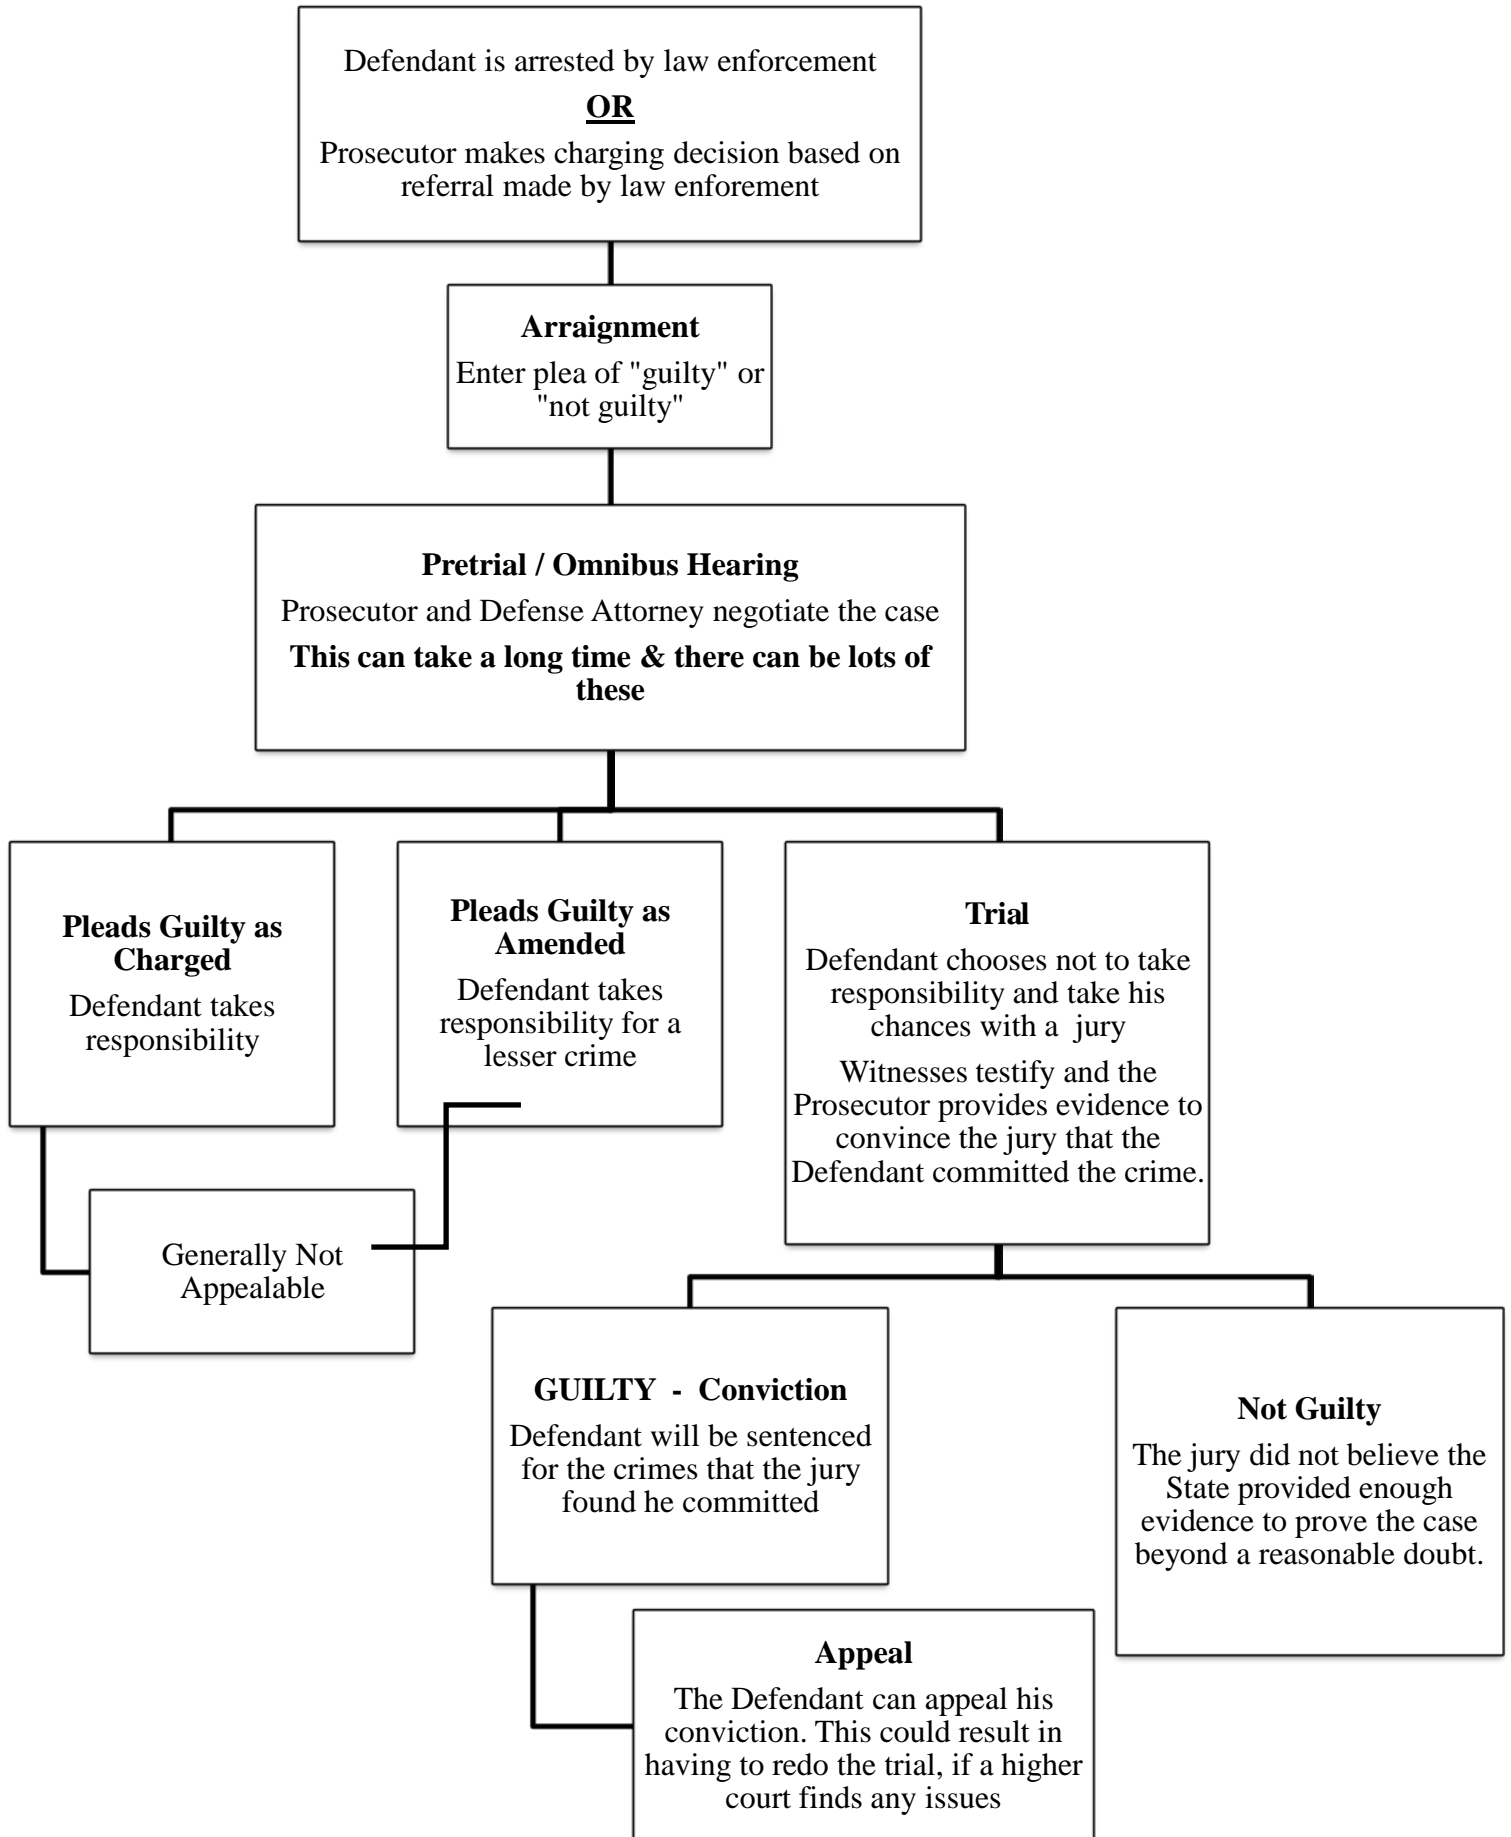 Defendant is arrested by law enforcement
OR
Prosecutor makes charging decision based on
referral made by law enforement
Arraignment
Enter plea of "guilty" or
"not guilty"
Pretrial / Omnibus Hearing
Prosecutor and Defense Attorney negotiate the case
This can take a long time & there can be lots of
these
Pleads Guilty as
Charged
Defendant takes
responsibility
Pleads Guilty as
Amended
Defendant takes
responsibility for a
lesser crime
Trial
Defendant chooses not to take
responsibility and take his
chances with a jury
Witnesses testify and the
Prosecutor provides evidence to
convince the jury that the
Defendant committed the crime.
Generally Not
Appealable
GUILTY - Conviction
Defendant will be sentenced
for the crimes that the jury
found he committed
Not Guilty
The jury did not believe the
State provided enough
evidence to prove the case
beyond a reasonable doubt.
Appeal
The Defendant can appeal his
conviction. This could result in
having to redo the trial, if a higher
court finds any issues